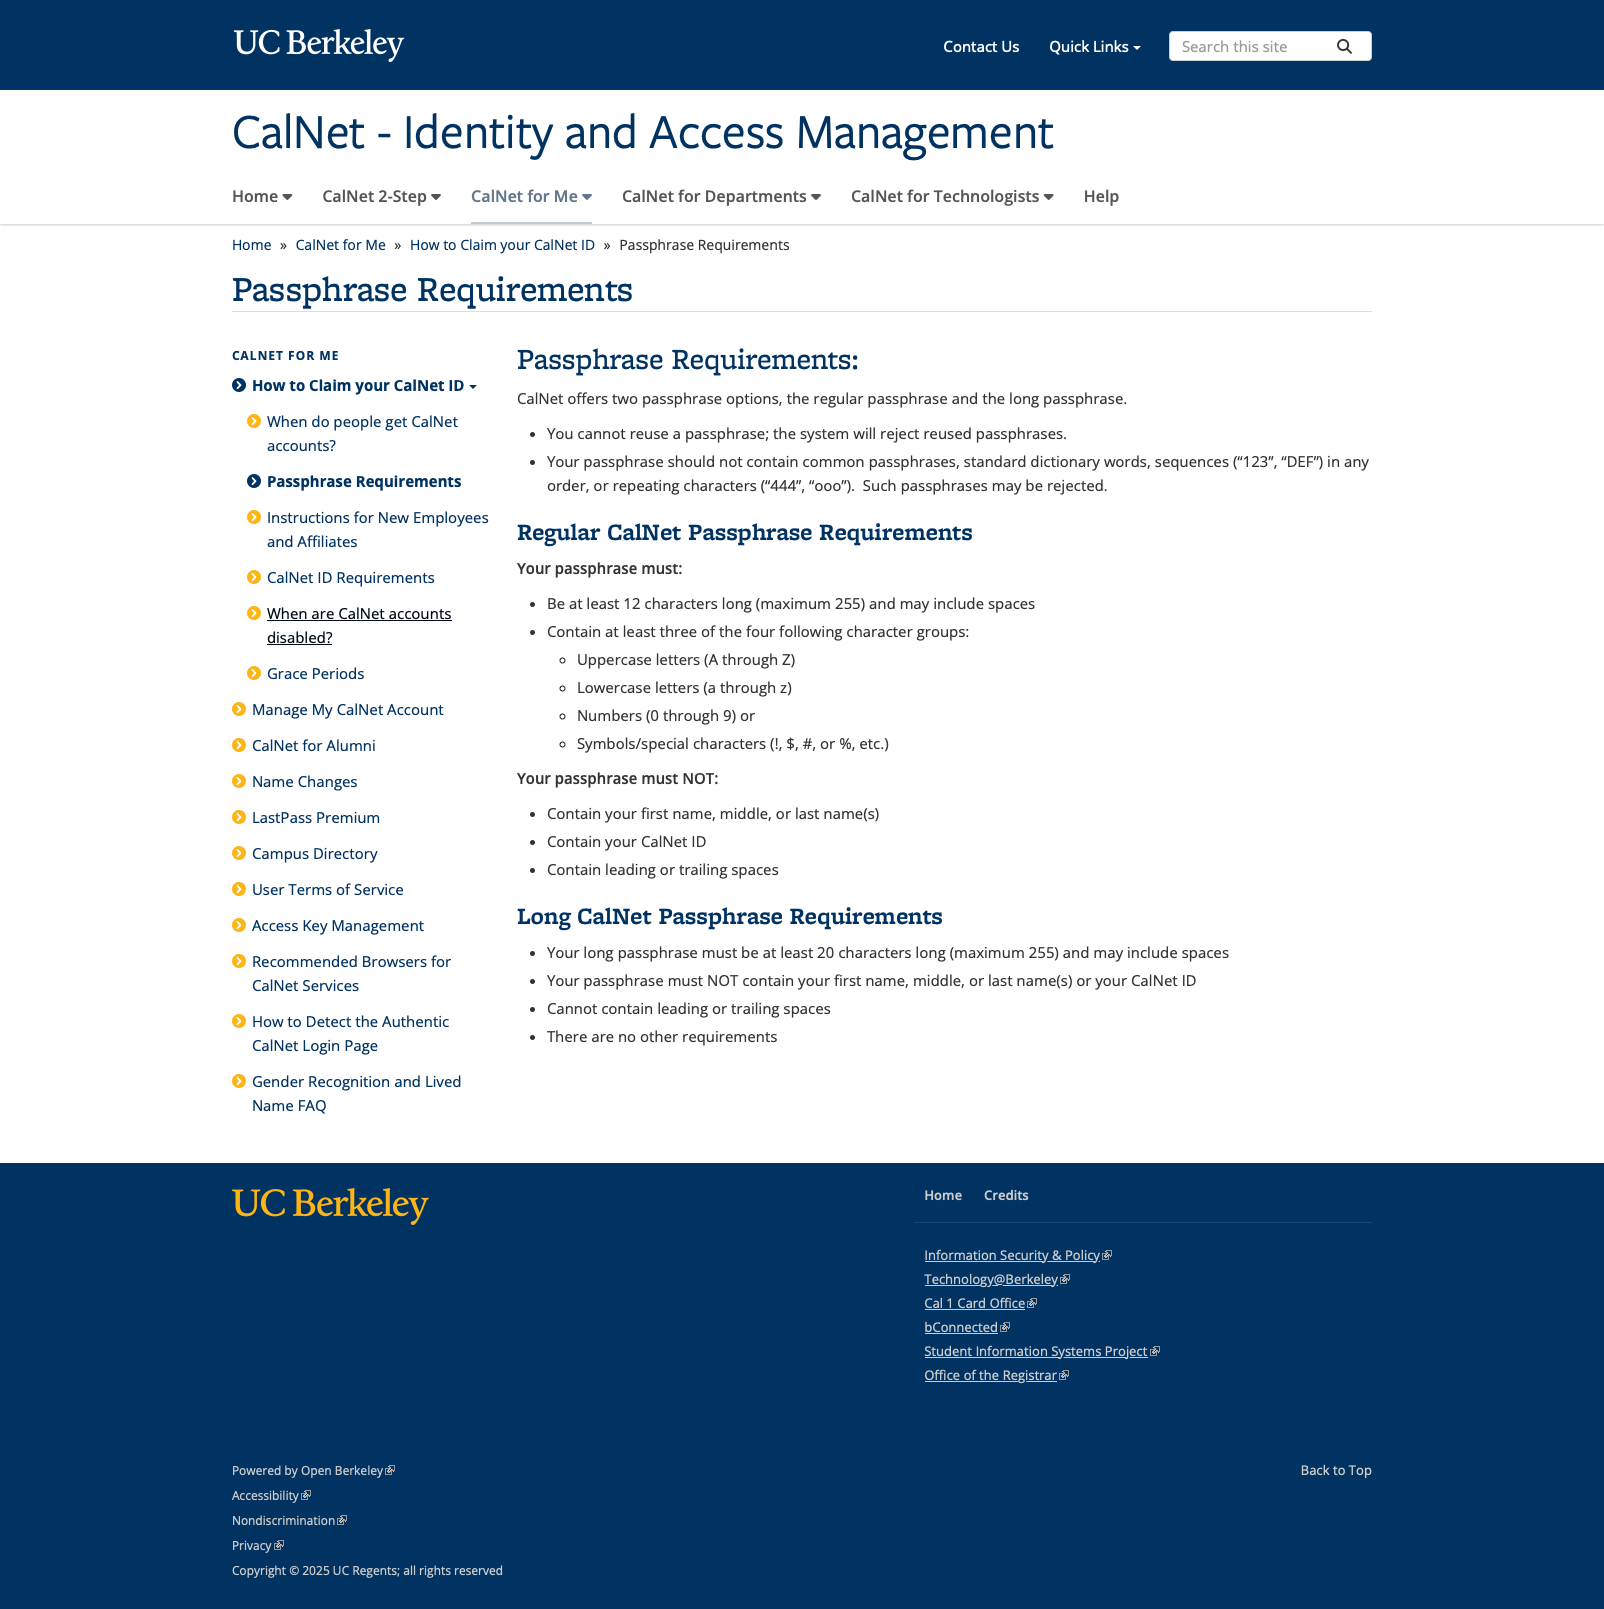 UC Berkeley
Contact Us
Quick Links
Search this site
CalNet - Identity and Access Management
Home
CalNet 2-Step
CalNet for Me
CalNet for Departments
CalNet for Technologists
Help
Home » CalNet for Me » How to Claim your CalNet ID » Passphrase Requirements
Passphrase Requirements
CALNET FOR ME
How to Claim your CalNet ID
When do people get CalNet
accounts?
Passphrase Requirements
Instructions for New Employees
and Affiliates
CalNet ID Requirements
When are CalNet accounts
disabled?
Grace Periods
Manage My CalNet Account
CalNet for Alumni
Name Changes
LastPass Premium
Campus Directory
User Terms of Service
Access Key Management
Recommended Browsers for
CalNet Services
How to Detect the Authentic
CalNet Login Page
Gender Recognition and Lived
Name FAQ
Passphrase Requirements:
CalNet offers two passphrase options, the regular passphrase and the long passphrase.
• You cannot reuse a passphrase; the system will reject reused passphrases.
• Your passphrase should not contain common passphrases, standard dictionary words, sequences (“123”, “DEF”) in any
order, or repeating characters (“444”, “ooo”).  Such passphrases may be rejected.
Regular CalNet Passphrase Requirements
Your passphrase must:
• Be at least 12 characters long (maximum 255) and may include spaces
• Contain at least three of the four following character groups:
◦ Uppercase letters (A through Z)
◦ Lowercase letters (a through z)
◦ Numbers (0 through 9) or
◦ Symbols/special characters (!, $, #, or %, etc.)
Your passphrase must NOT:
• Contain your first name, middle, or last name(s)
• Contain your CalNet ID
• Contain leading or trailing spaces
Long CalNet Passphrase Requirements
• Your long passphrase must be at least 20 characters long (maximum 255) and may include spaces
• Your passphrase must NOT contain your first name, middle, or last name(s) or your CalNet ID
• Cannot contain leading or trailing spaces
• There are no other requirements
UC Berkeley
Home
Credits
Information Security & Policy
Technology@Berkeley
Cal 1 Card Office
bConnected
Student Information Systems Project
Office of the Registrar
Powered by Open Berkeley
Accessibility
Nondiscrimination
Privacy
Copyright © 2025 UC Regents; all rights reserved
Back to Top